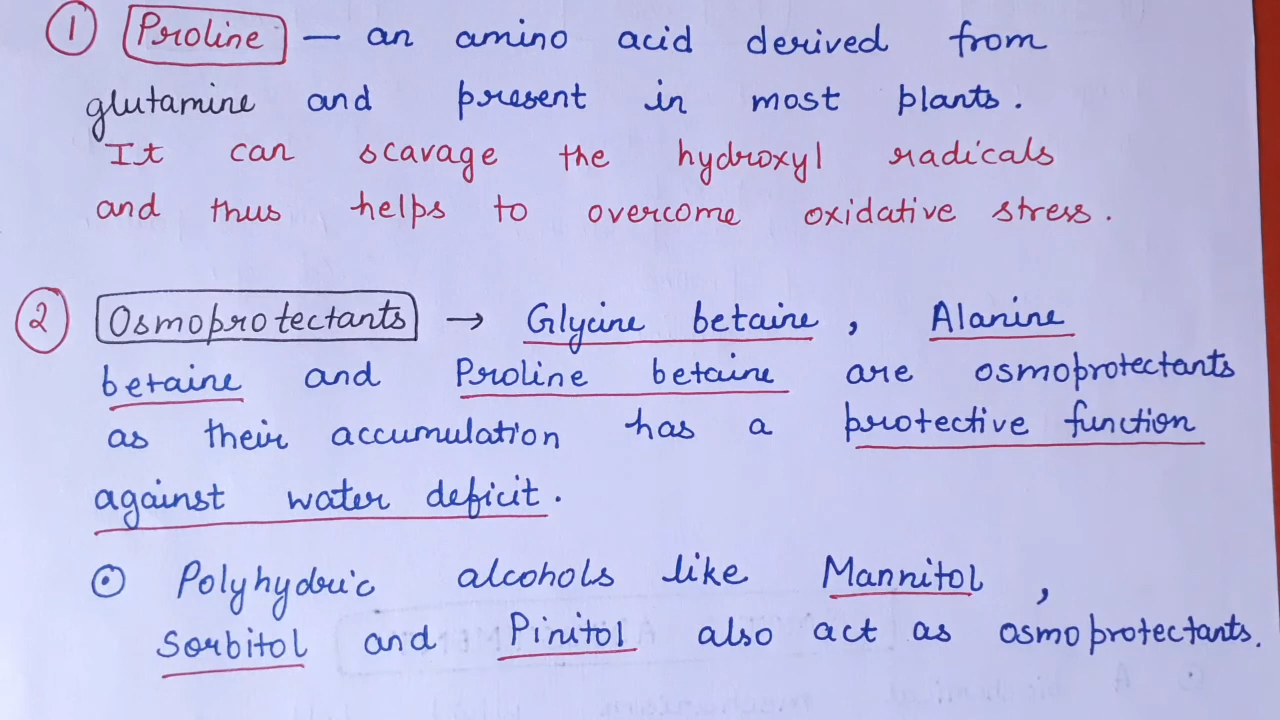 1 Proline — an amino acid derived from
glutamine and present in most plants.
It can scavage the hydroxyl radicals
and thus helps to overcome oxidative stress.
2 Osmoprotectants → Glycine betaine, Alanine
betaine and Proline betaine are osmoprotectants
as their accumulation has a protective function
against water deficit.
⊙ Polyhydric alcohols like Mannitol,
Sorbitol and Pinitol also act as osmoprotectants.